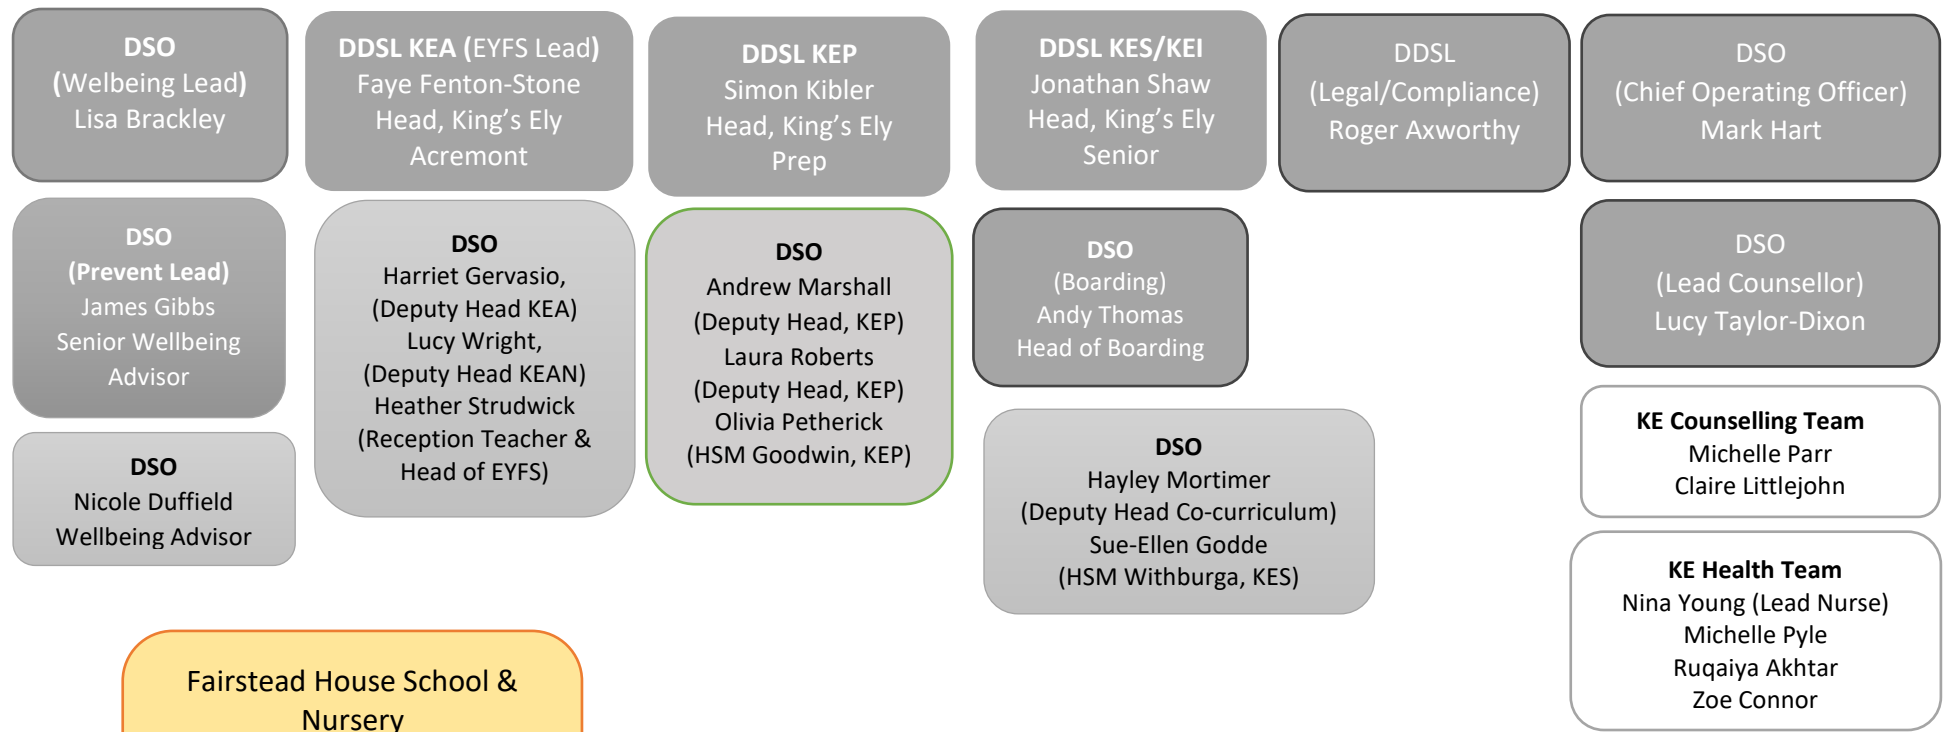 DSO
(Welbeing Lead)
Lisa Brackley
DDSL KEA (EYFS Lead)
Faye Fenton-Stone
Head, King's Ely
Acremont
DDSL KEP
Simon Kibler
Head, King's Ely
Prep
DDSL KES/KEI
Jonathan Shaw
Head, King's Ely
Senior
DDSL
(Legal/Compliance)
Roger Axworthy
DSO
(Chief Operating Officer)
Mark Hart
DSO
(Prevent Lead)
James Gibbs
Senior Wellbeing
Advisor
DSO
Harriet Gervasio,
(Deputy Head KEA)
Lucy Wright,
(Deputy Head KEAN)
Heather Strudwick
(Reception Teacher &
Head of EYFS)
DSO
Andrew Marshall
(Deputy Head, KEP)
Laura Roberts
(Deputy Head, KEP)
Olivia Petherick
(HSM Goodwin, KEP)
DSO
(Boarding)
Andy Thomas
Head of Boarding
DSO
(Lead Counsellor)
Lucy Taylor-Dixon
DSO
Nicole Duffield
Wellbeing Advisor
DSO
Hayley Mortimer
(Deputy Head Co-curriculum)
Sue-Ellen Godde
(HSM Withburga, KES)
KE Counselling Team
Michelle Parr
Claire Littlejohn
KE Health Team
Nina Young (Lead Nurse)
Michelle Pyle
Ruqaiya Akhtar
Zoe Connor
Fairstead House School &
Nursery